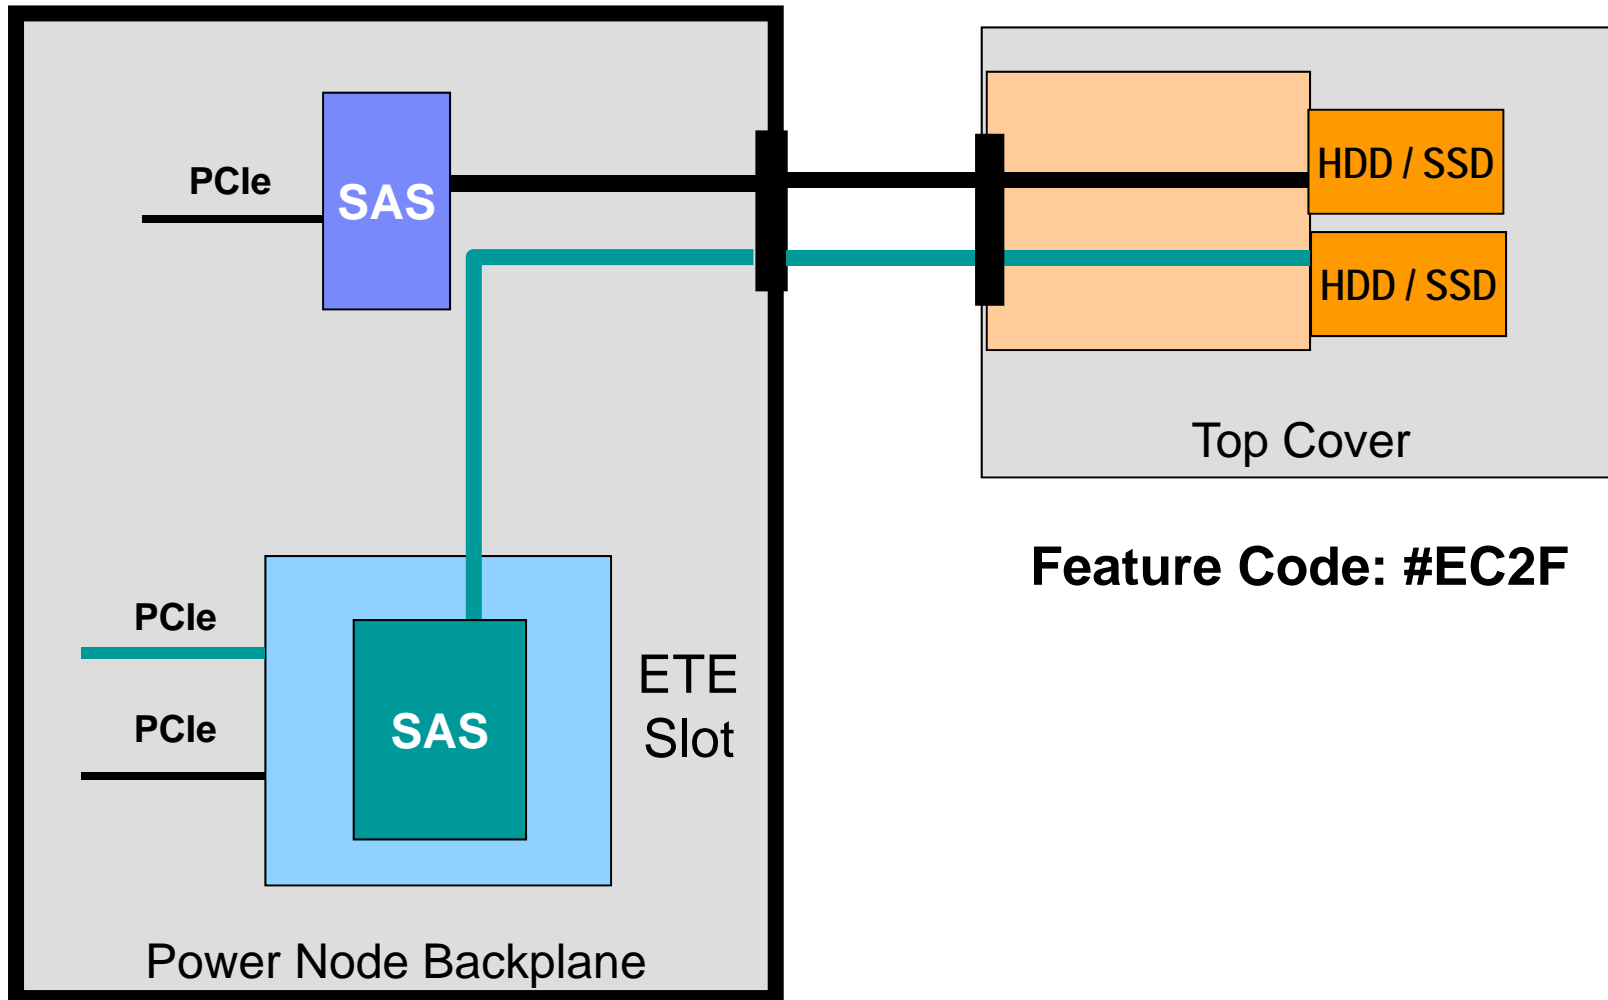 PCIe
SAS
HDD / SSD
HDD / SSD
Top Cover
Feature Code: #EC2F
PCIe
PCIe
SAS
ETE
Slot
Power Node Backplane